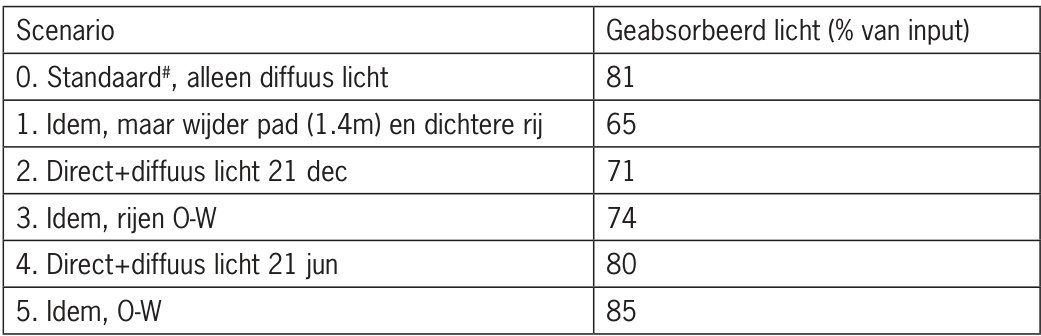 Scenario Geabsorbeerd licht (% van input)
0. Standaard#, alleen diffuus licht 81
1. Idem, maar wijder pad (1.4m) en dichtere rij 65
2. Direct+diffuus licht 21 dec 71
3. Idem, rijen O-W 74
4. Direct+diffuus licht 21 jun 80
5. Idem, O-W 85